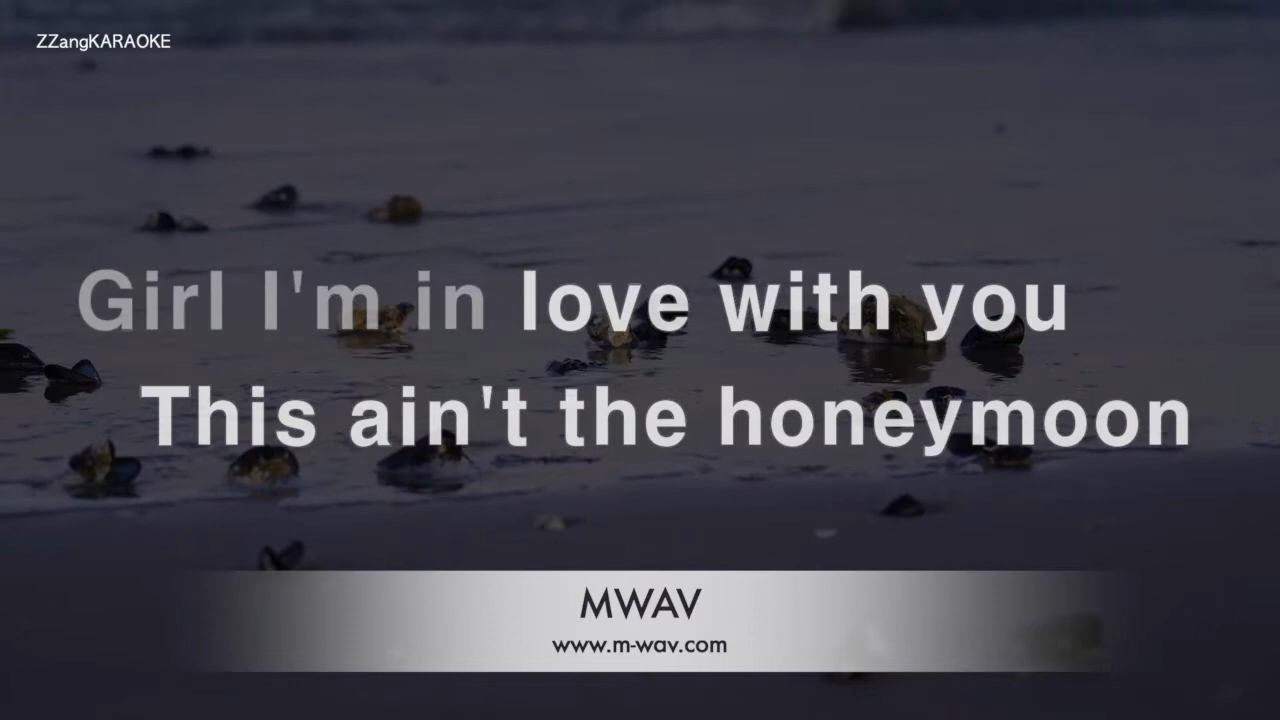 ZZangKARAOKE
Girl I'm in love with you
This ain't the honeymoon
MWAV
www.m-wav.com